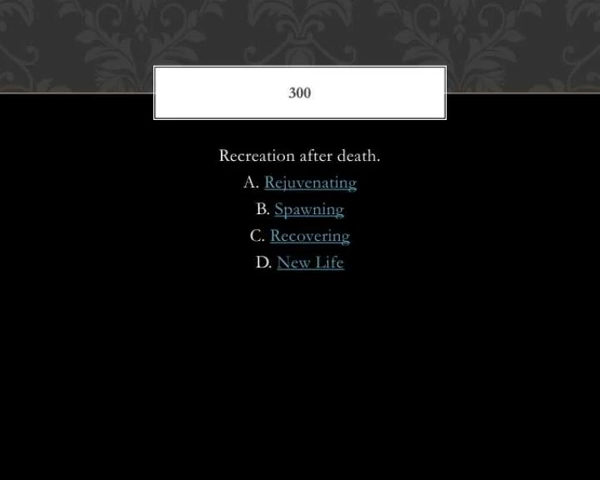 300
Recreation after death.
A. Rejuvenating
B. Spawning
C. Recovering
D. New Life